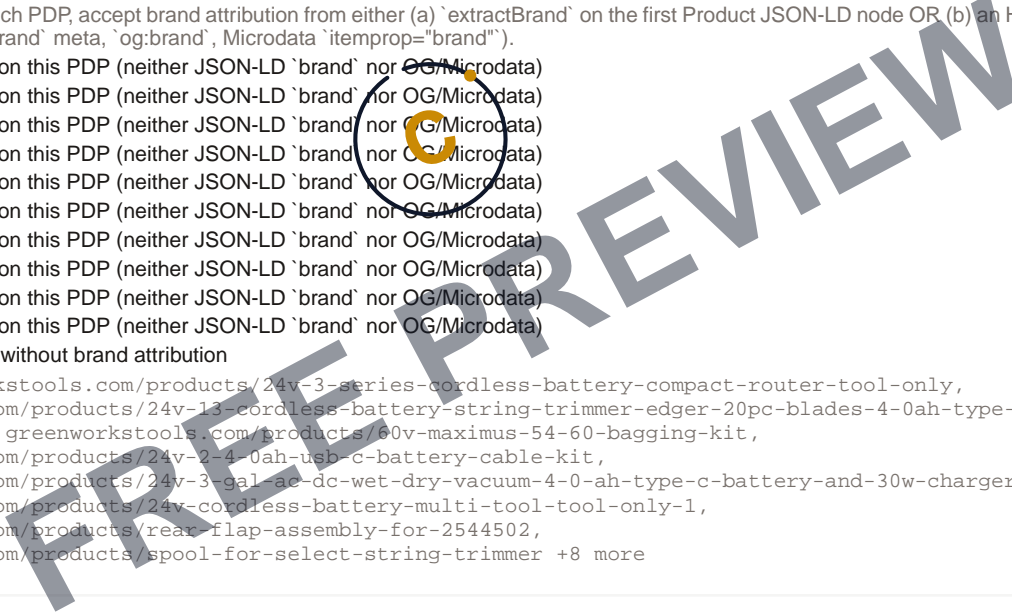 ch PDP, accept brand attribution from either (a) `extractBrand` on the first Product JSON-LD node OR (b) an H
rand` meta, `og:brand`, Microdata `itemprop="brand"`).
on this PDP (neither JSON-LD `brand` nor OG/Microdata)
on this PDP (neither JSON-LD `brand` nor OG/Microdata)
on this PDP (neither JSON-LD `brand` nor OG/Microdata)
on this PDP (neither JSON-LD `brand` nor OG/Microdata)
on this PDP (neither JSON-LD `brand` nor OG/Microdata)
on this PDP (neither JSON-LD `brand` nor OG/Microdata)
on this PDP (neither JSON-LD `brand` nor OG/Microdata)
on this PDP (neither JSON-LD `brand` nor OG/Microdata)
on this PDP (neither JSON-LD `brand` nor OG/Microdata)
on this PDP (neither JSON-LD `brand` nor OG/Microdata)
without brand attribution
kstools.com/products/24v-3-series-cordless-battery-compact-router-tool-only,
om/products/24v-13-cordless-battery-string-trimmer-edger-20pc-blades-4-0ah-type-
greenworkstools.com/products/60v-maximus-54-60-bagging-kit,
om/products/24v-2-4-0ah-usb-c-battery-cable-kit,
om/products/24v-3-gal-ac-dc-wet-dry-vacuum-4-0-ah-type-c-battery-and-30w-charger
om/products/24v-cordless-battery-multi-tool-tool-only-1,
om/products/rear-flap-assembly-for-2544502,
om/products/spool-for-select-string-trimmer +8 more
C
FREE PREVIEW